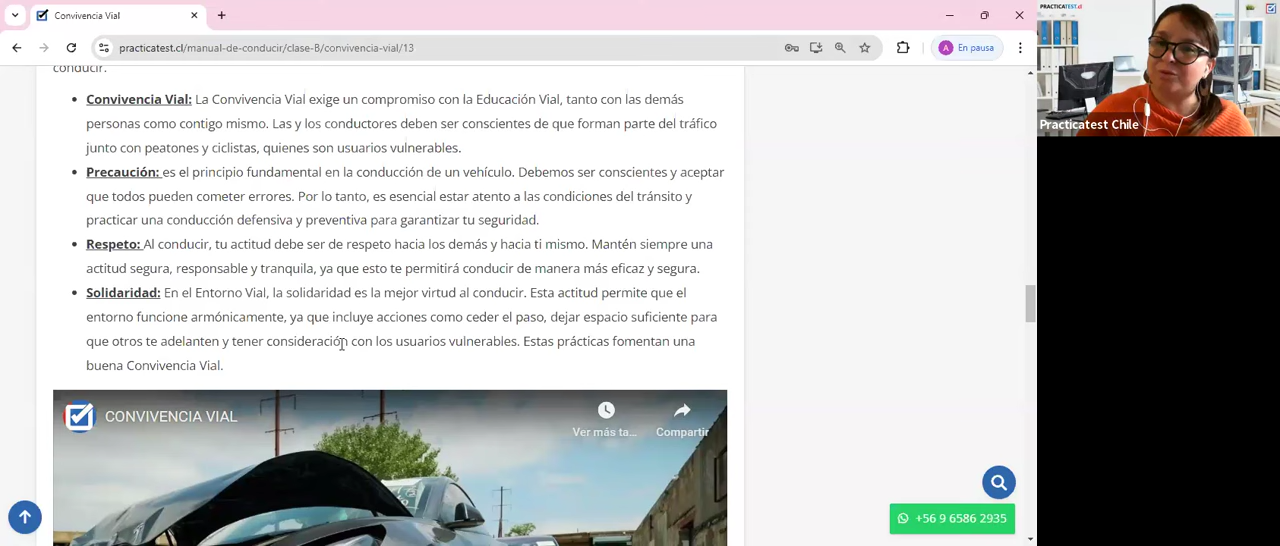 Convivencia Vial
practicatest.cl/manual-de-conducir/clase-B/convivencia-vial/13
A
En pausa
PRACTICATEST.cl
Practicatest Chile
conducir.
Convivencia Vial: La Convivencia Vial exige un compromiso con la Educación Vial, tanto con las demás
personas como contigo mismo. Las y los conductores deben ser conscientes de que forman parte del tráfico
junto con peatones y ciclistas, quienes son usuarios vulnerables.
Precaución: es el principio fundamental en la conducción de un vehículo. Debemos ser conscientes y aceptar
que todos pueden cometer errores. Por lo tanto, es esencial estar atento a las condiciones del tránsito y
practicar una conducción defensiva y preventiva para garantizar tu seguridad.
Respeto: Al conducir, tu actitud debe ser de respeto hacia los demás y hacia ti mismo. Mantén siempre una
actitud segura, responsable y tranquila, ya que esto te permitirá conducir de manera más eficaz y segura.
Solidaridad: En el Entorno Vial, la solidaridad es la mejor virtud al conducir. Esta actitud permite que el
entorno funcione armónicamente, ya que incluye acciones como ceder el paso, dejar espacio suficiente para
que otros te adelanten y tener consideración con los usuarios vulnerables. Estas prácticas fomentan una
buena Convivencia Vial.
CONVIVENCIA VIAL
Ver más ta...
Compartir
+56 9 6586 2935